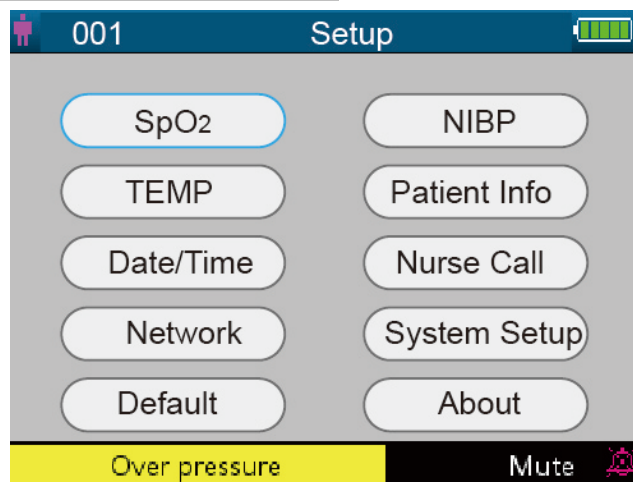 001 Setup
SpO2 NIBP
TEMP Patient Info
Date/Time Nurse Call
Network System Setup
Default About
Over pressure Mute